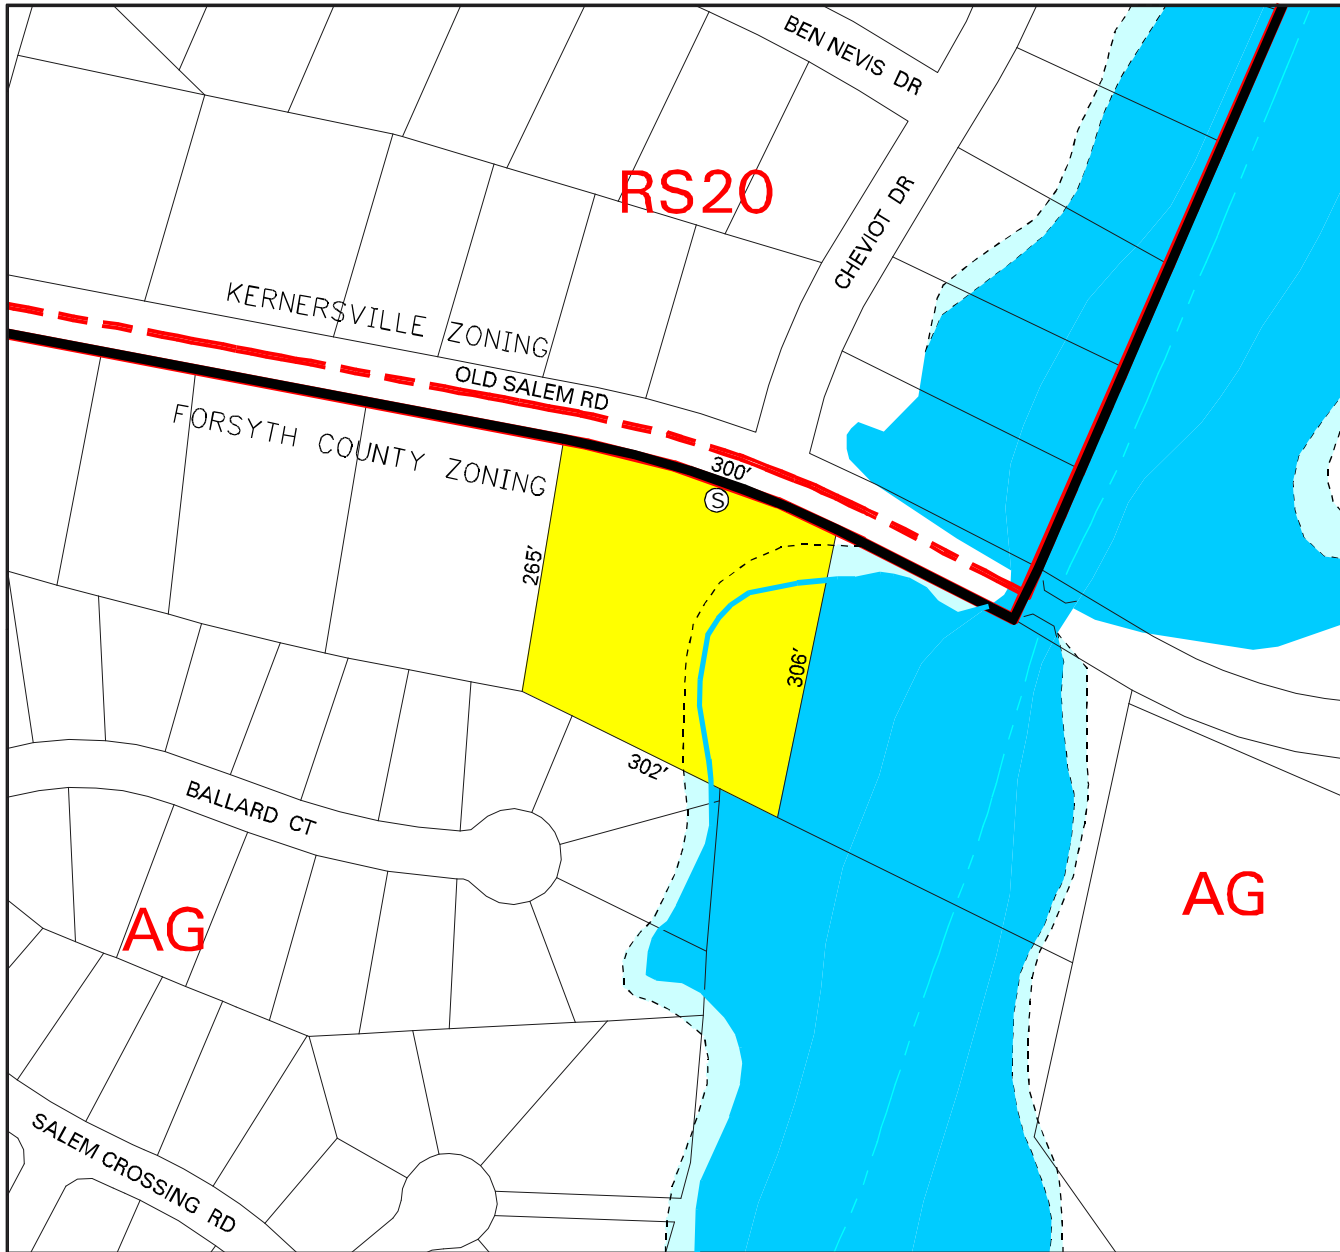 BEN NEVIS DR
RS20
CHEVIOT DR
KERNERSVILLE ZONING
OLD SALEM RD
FORSYTH COUNTY ZONING
300'
S
265'
306'
302'
BALLARD CT
AG
AG
SALEM CROSSING RD